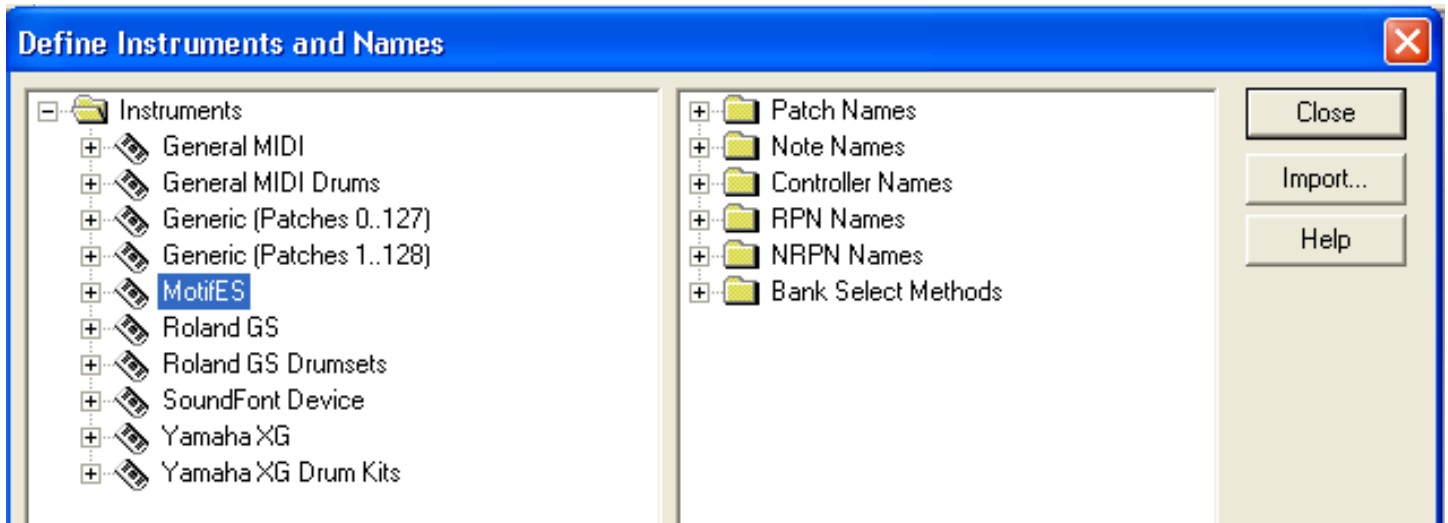 Define Instruments and Names
Instruments
General MIDI
General MIDI Drums
Generic (Patches 0..127)
Generic (Patches 1..128)
MotifES
Roland GS
Roland GS Drumsets
SoundFont Device
Yamaha XG
Yamaha XG Drum Kits
Patch Names
Note Names
Controller Names
RPN Names
NRPN Names
Bank Select Methods
Close
Import...
Help